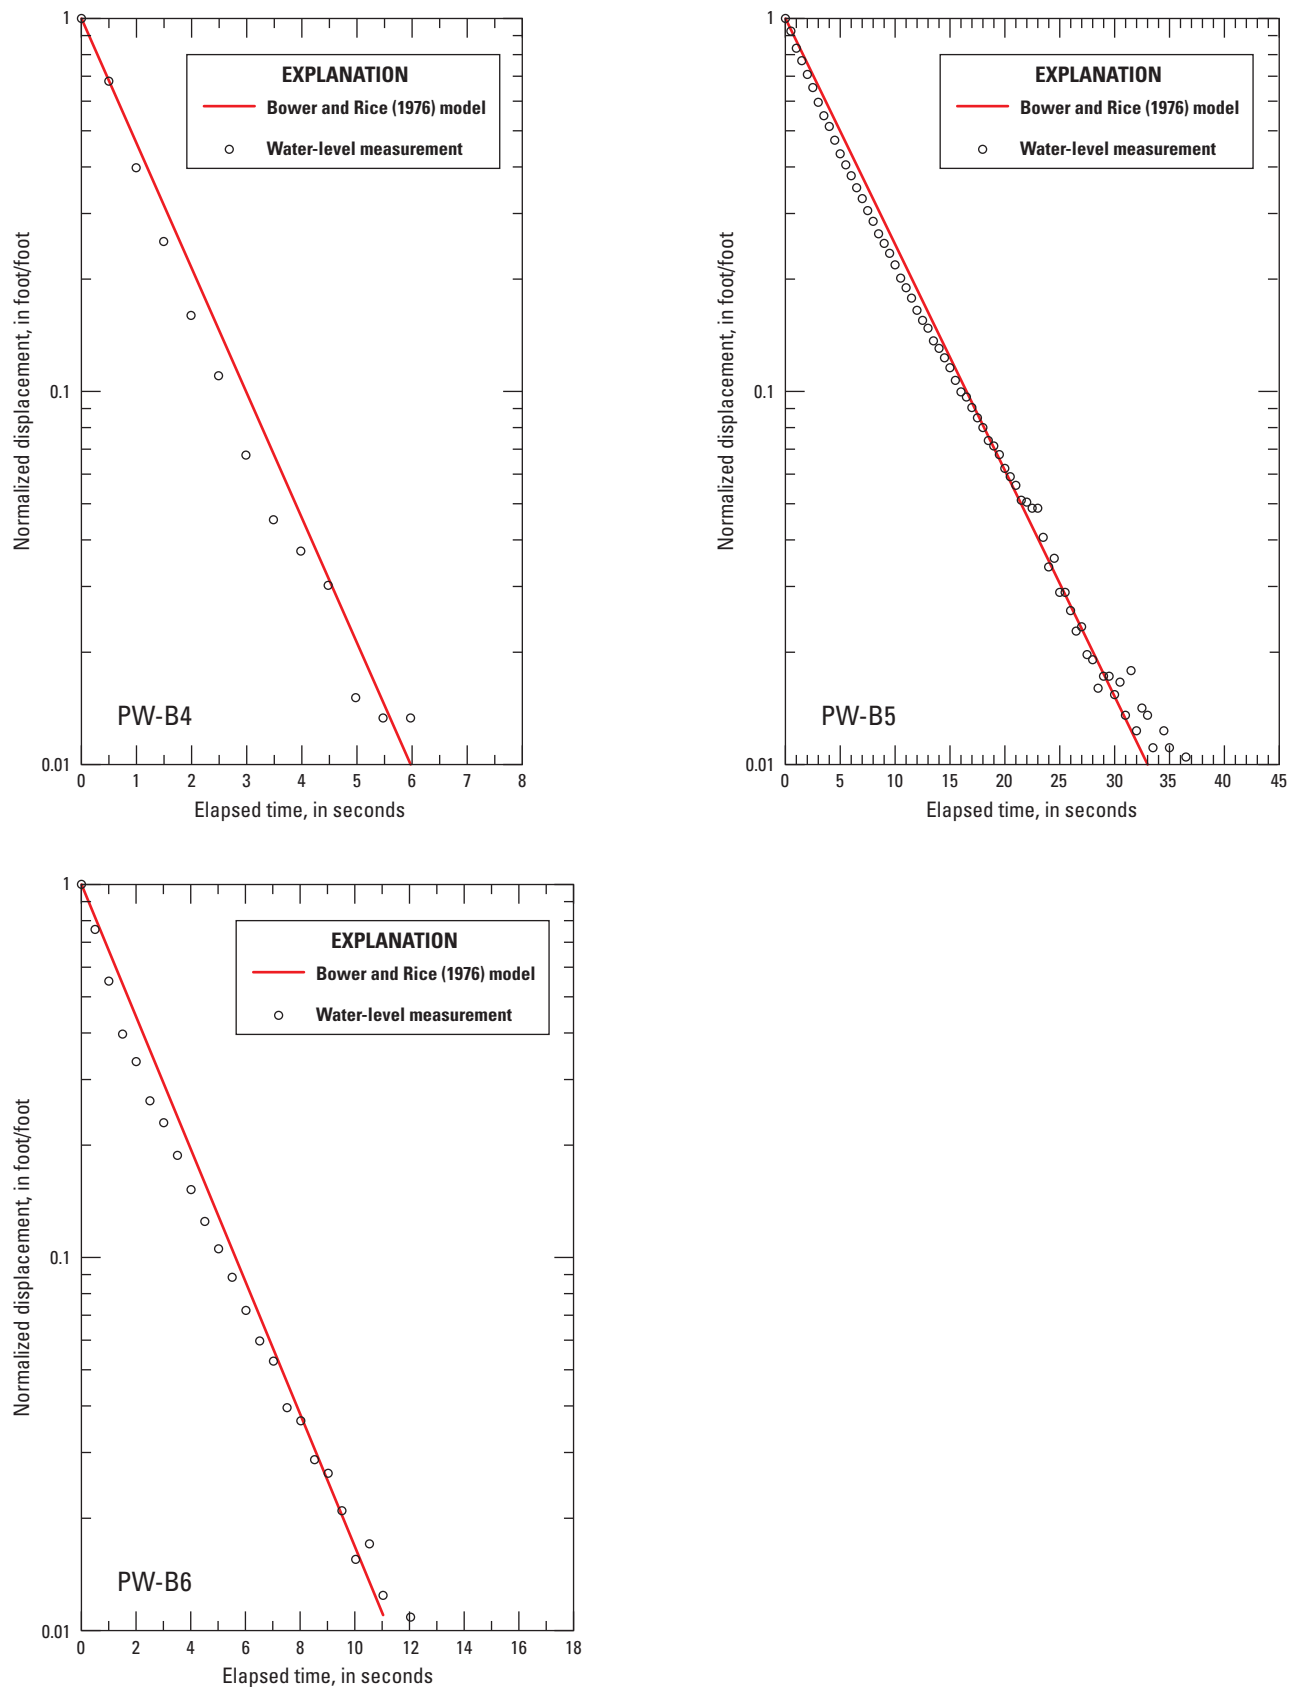 1
EXPLANATION
Bower and Rice (1976) model
Water-level measurement
Normalized displacement, in foot/foot
0.1
PW-B4
0.01
0 1 2 3 4 5 6 7 8
Elapsed time, in seconds
1
EXPLANATION
Bower and Rice (1976) model
Water-level measurement
Normalized displacement, in foot/foot
0.1
PW-B5
0.01
0 5 10 15 20 25 30 35 40 45
Elapsed time, in seconds
1
EXPLANATION
Bower and Rice (1976) model
Water-level measurement
Normalized displacement, in foot/foot
0.1
PW-B6
0.01
0 2 4 6 8 10 12 14 16 18
Elapsed time, in seconds